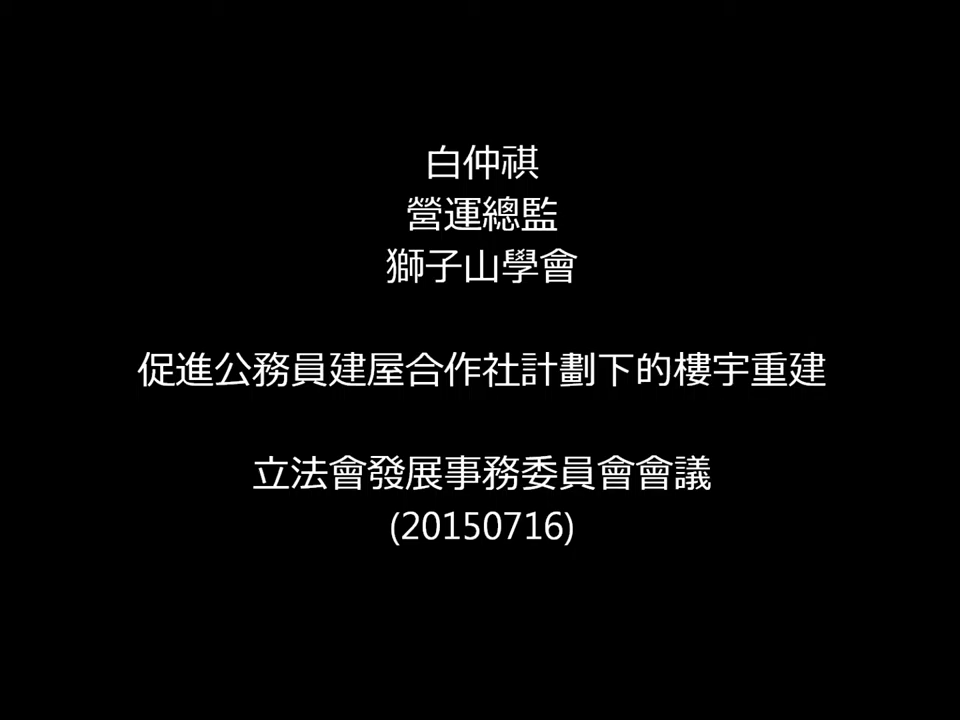 白仲祺
營運總監
獅子山學會
促進公務員建屋合作社計劃下的樓宇重建
立法會發展事務委員會會議
(20150716)